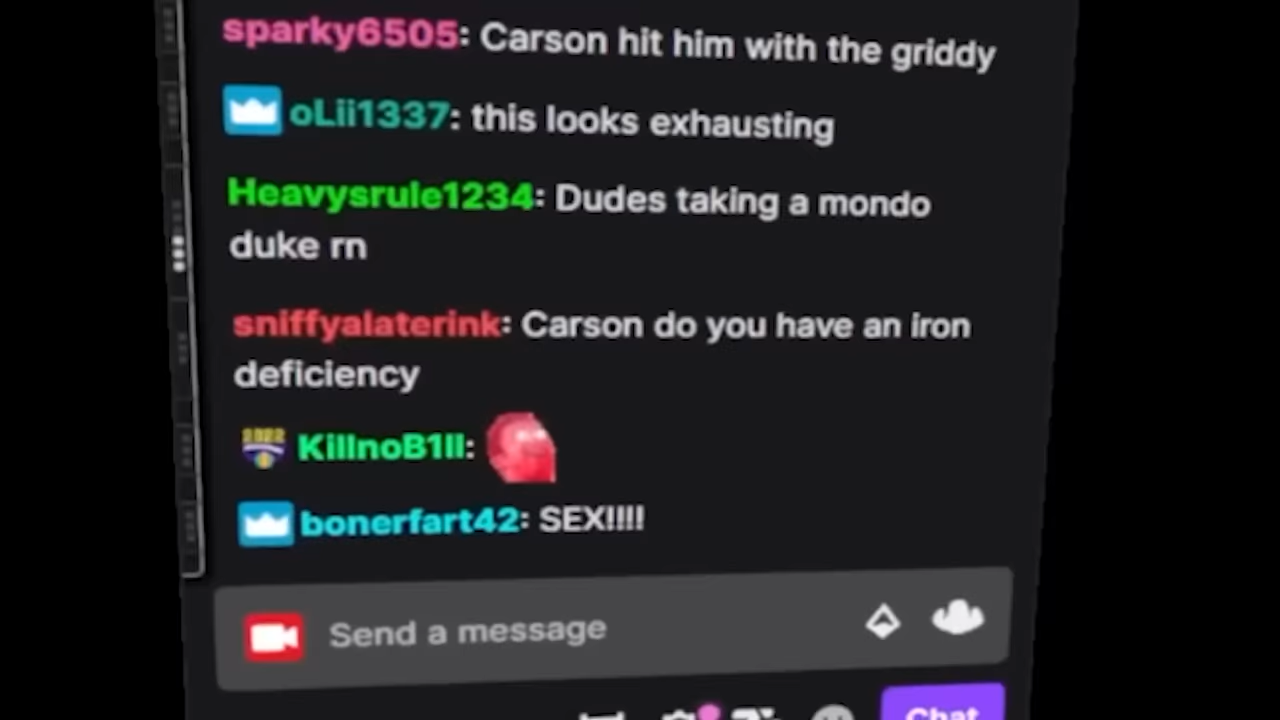 sparky6505: Carson hit him with the griddy
oLii1337: this looks exhausting
Heavysrule1234: Dudes taking a mondo
duke rn
sniffyalaterink: Carson do you have an iron
deficiency
2022 KillnoB1ll:
bonerfart42: SEX!!!!
Send a message
Chat